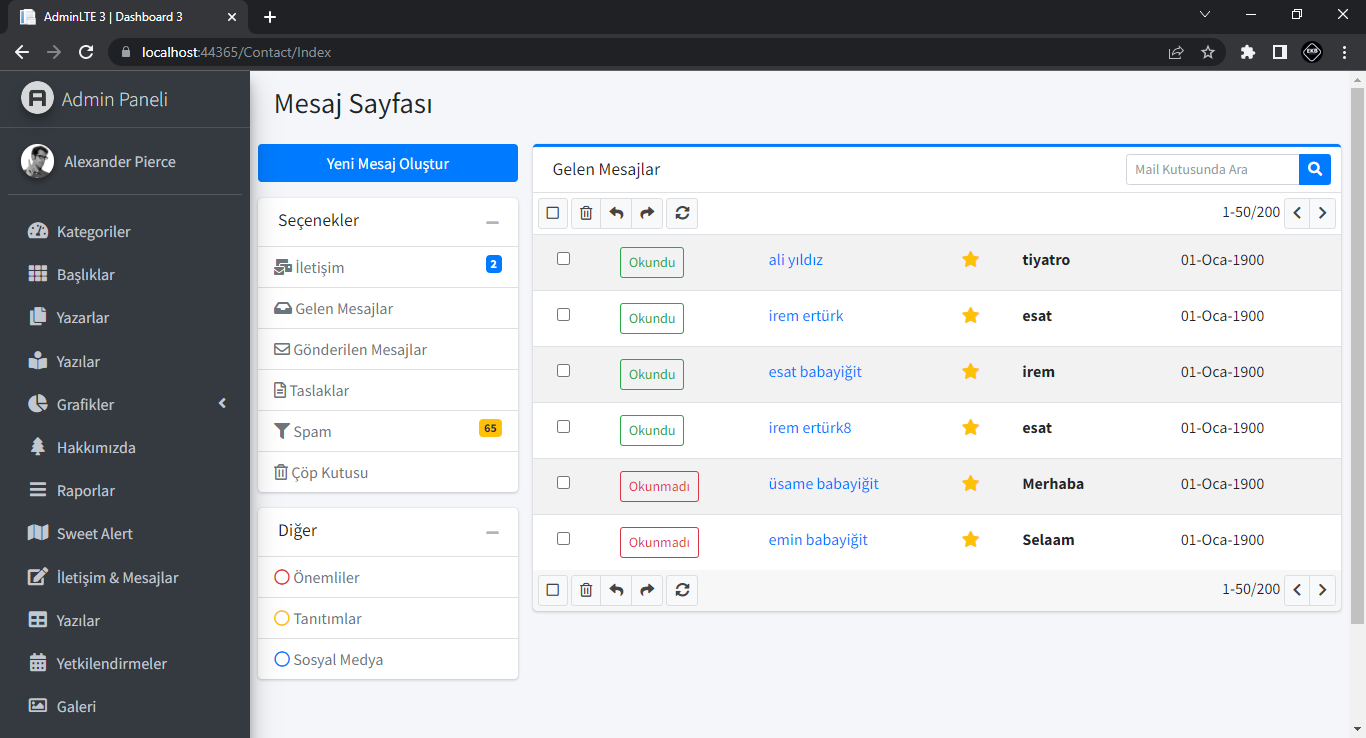 AdminLTE 3 | Dashboard 3
localhost:44365/Contact/Index
EKB
Admin Paneli
Alexander Pierce
Kategoriler
Başlıklar
Yazarlar
Yazılar
Grafikler
Hakkımızda
Raporlar
Sweet Alert
İletişim & Mesajlar
Yazılar
Yetkilendirmeler
Galeri
Mesaj Sayfası
Yeni Mesaj Oluştur
Seçenekler
İletişim 2
Gelen Mesajlar
Gönderilen Mesajlar
Taslaklar
Spam 65
Çöp Kutusu
Diğer
Önemliler
Tanıtımlar
Sosyal Medya
Gelen Mesajlar
Mail Kutusunda Ara
1-50/200
Okundu ali yıldız tiyatro 01-Oca-1900
Okundu irem ertürk esat 01-Oca-1900
Okundu esat babayiğit irem 01-Oca-1900
Okundu irem ertürk8 esat 01-Oca-1900
Okunmadı üsame babayiğit Merhaba 01-Oca-1900
Okunmadı emin babayiğit Selaam 01-Oca-1900
1-50/200